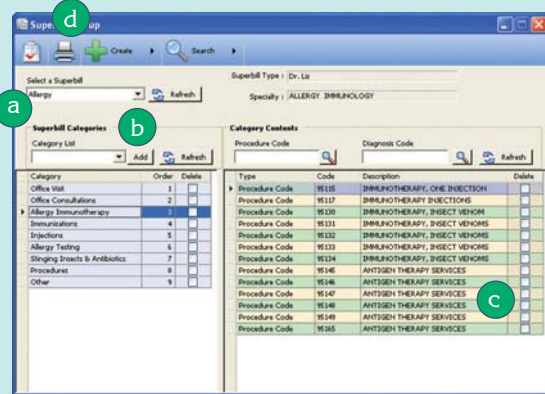 d
Supe
up
Create
Search
Select a Superbill
Allergy
Refresh
Superbill Type : Dr. Liz
Specialty : ALLERGY IMMUNOLOGY
a
b
Superbill Categories
Category List
Add
Refresh
Category Order Delete
Office Visit 1
Office Consultations 2
Allergy Immunotherapy 3
Immunizations 4
Injections 5
Allergy Testing 6
Stinging Insects & Antibiotics 7
Procedures 8
Other 9
Category Contents
Procedure Code
Diagnosis Code
Refresh
Type Code Description Delete
Procedure Code 95115 IMMUNOTHERAPY, ONE INJECTION
Procedure Code 95117 IMMUNOTHERAPY INJECTIONS
Procedure Code 95130 IMMUNOTHERAPY, INSECT VENOM
Procedure Code 95131 IMMUNOTHERAPY, INSECT VENOMS
Procedure Code 95132 IMMUNOTHERAPY, INSECT VENOMS
Procedure Code 95133 IMMUNOTHERAPY, INSECT VENOMS
Procedure Code 95134 IMMUNOTHERAPY, INSECT VENOMS
Procedure Code 95145 ANTIGEN THERAPY SERVICES
Procedure Code 95146 ANTIGEN THERAPY SERVICES
Procedure Code 95147 ANTIGEN THERAPY SERVICES
Procedure Code 95148 ANTIGEN THERAPY SERVICES
Procedure Code 95149 ANTIGEN THERAPY SERVICES
Procedure Code 95165 ANTIGEN THERAPY SERVICES
c